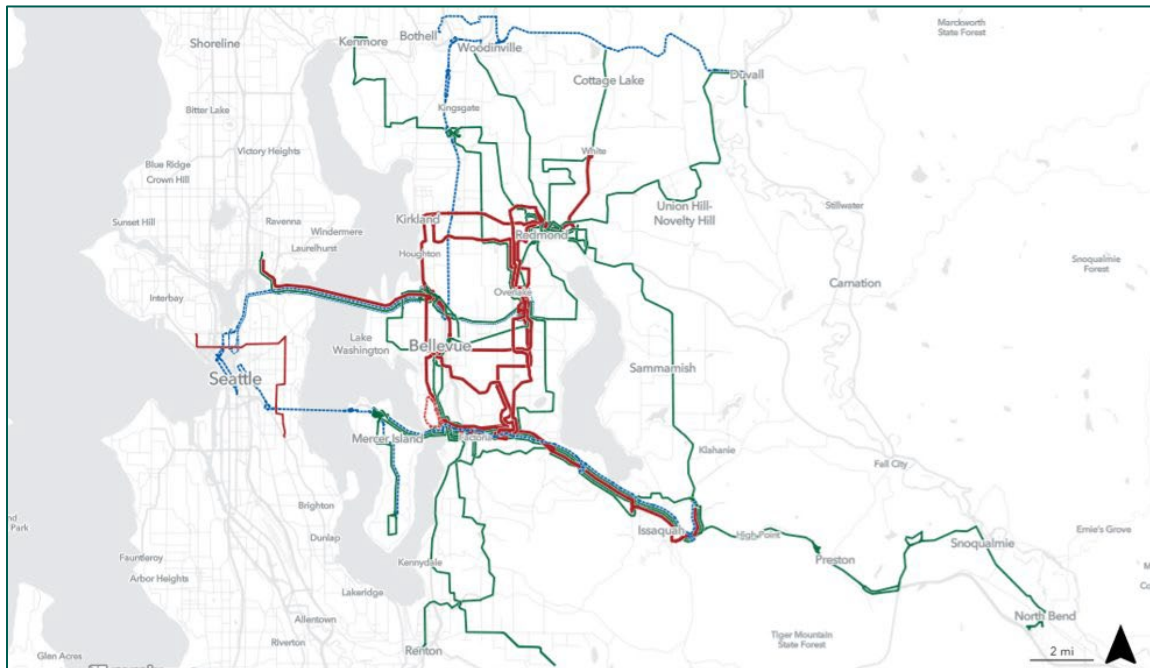 Marckworth
State Forest
Shoreline
Kenmore
Bothell
Woodinville
Duvall
Cottage Lake
Bitter Lake
Kingsgate
Victory Heights
Blue Ridge
Crown Hill
White
Sunset Hill
Ravenna
Windermere
Kirkland
Union Hill-
Novelty Hill
Stillwater
Laurelhurst
Houghton
Redmond
Snoqualmie
Forest
Carnation
Interbay
Overlake
Lake
Washington
Bellevue
Seattle
Sammamish
Mercer Island
Factoria
Klahanie
Fall City
Brighton
Issaquah
High Point
Ernie's Grove
Park
Dunlap
Snoqualmie
Fauntleroy
Kennydale
Preston
Arbor Heights
Lakeridge
North Bend
Allentown
Riverton
Tiger Mountain
State Forest
Glen Acres
Renton
2 mi